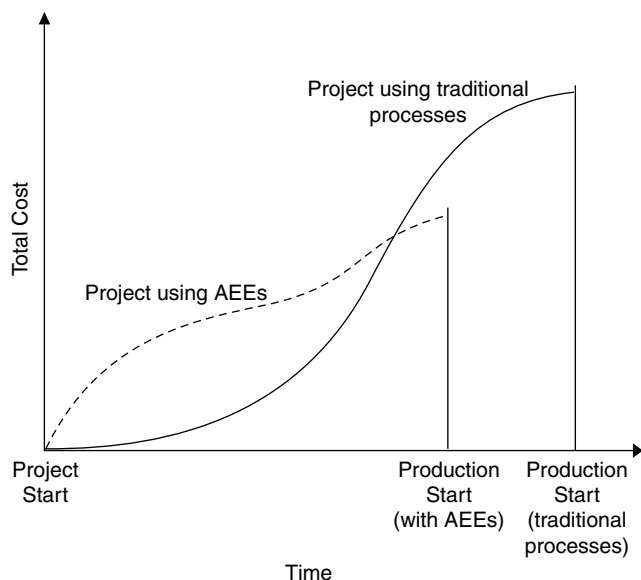 Project using traditional
processes
Total Cost
Project using AEEs
Project
Start
Production
Start
(with AEEs)
Production
Start
(traditional
processes)
Time